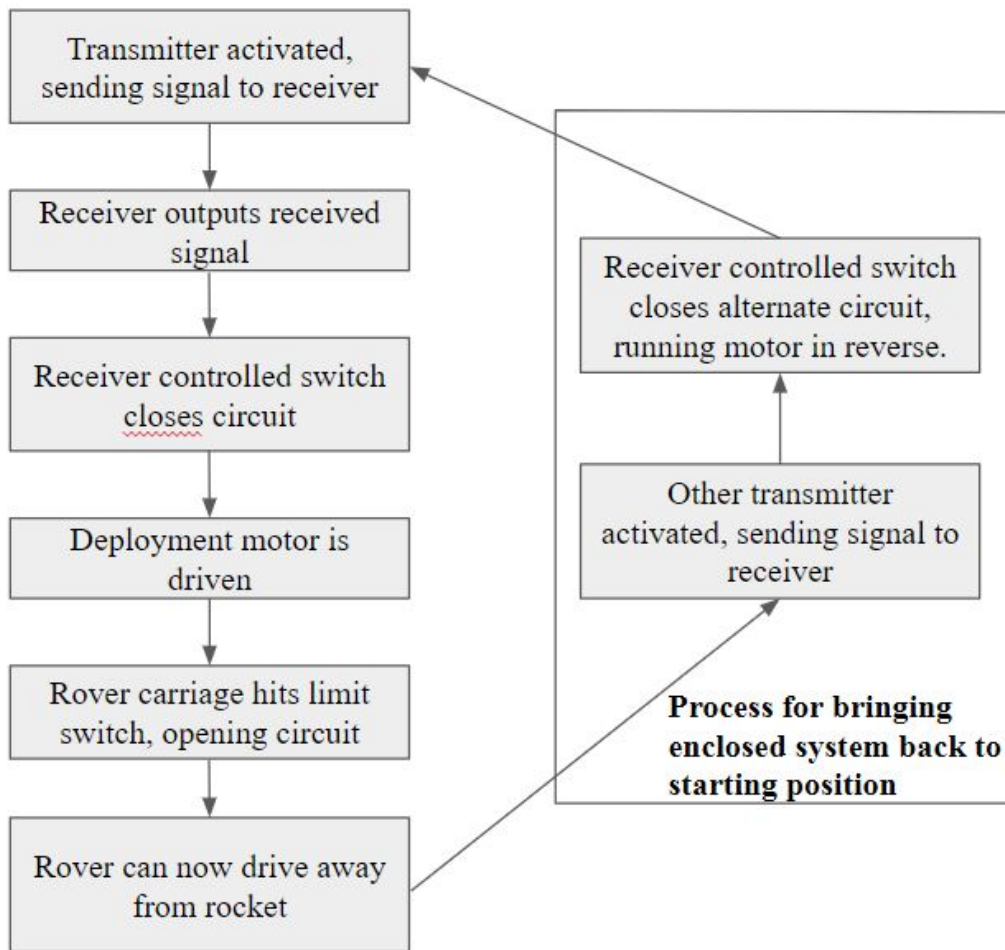 Transmitter activated,
sending signal to receiver
Receiver outputs received
signal
Receiver controlled switch
closes circuit
Deployment motor is
driven
Rover carriage hits limit
switch, opening circuit
Rover can now drive away
from rocket
Other transmitter
activated, sending signal to
receiver
Receiver controlled switch
closes alternate circuit,
running motor in reverse.
Process for bringing
enclosed system back to
starting position